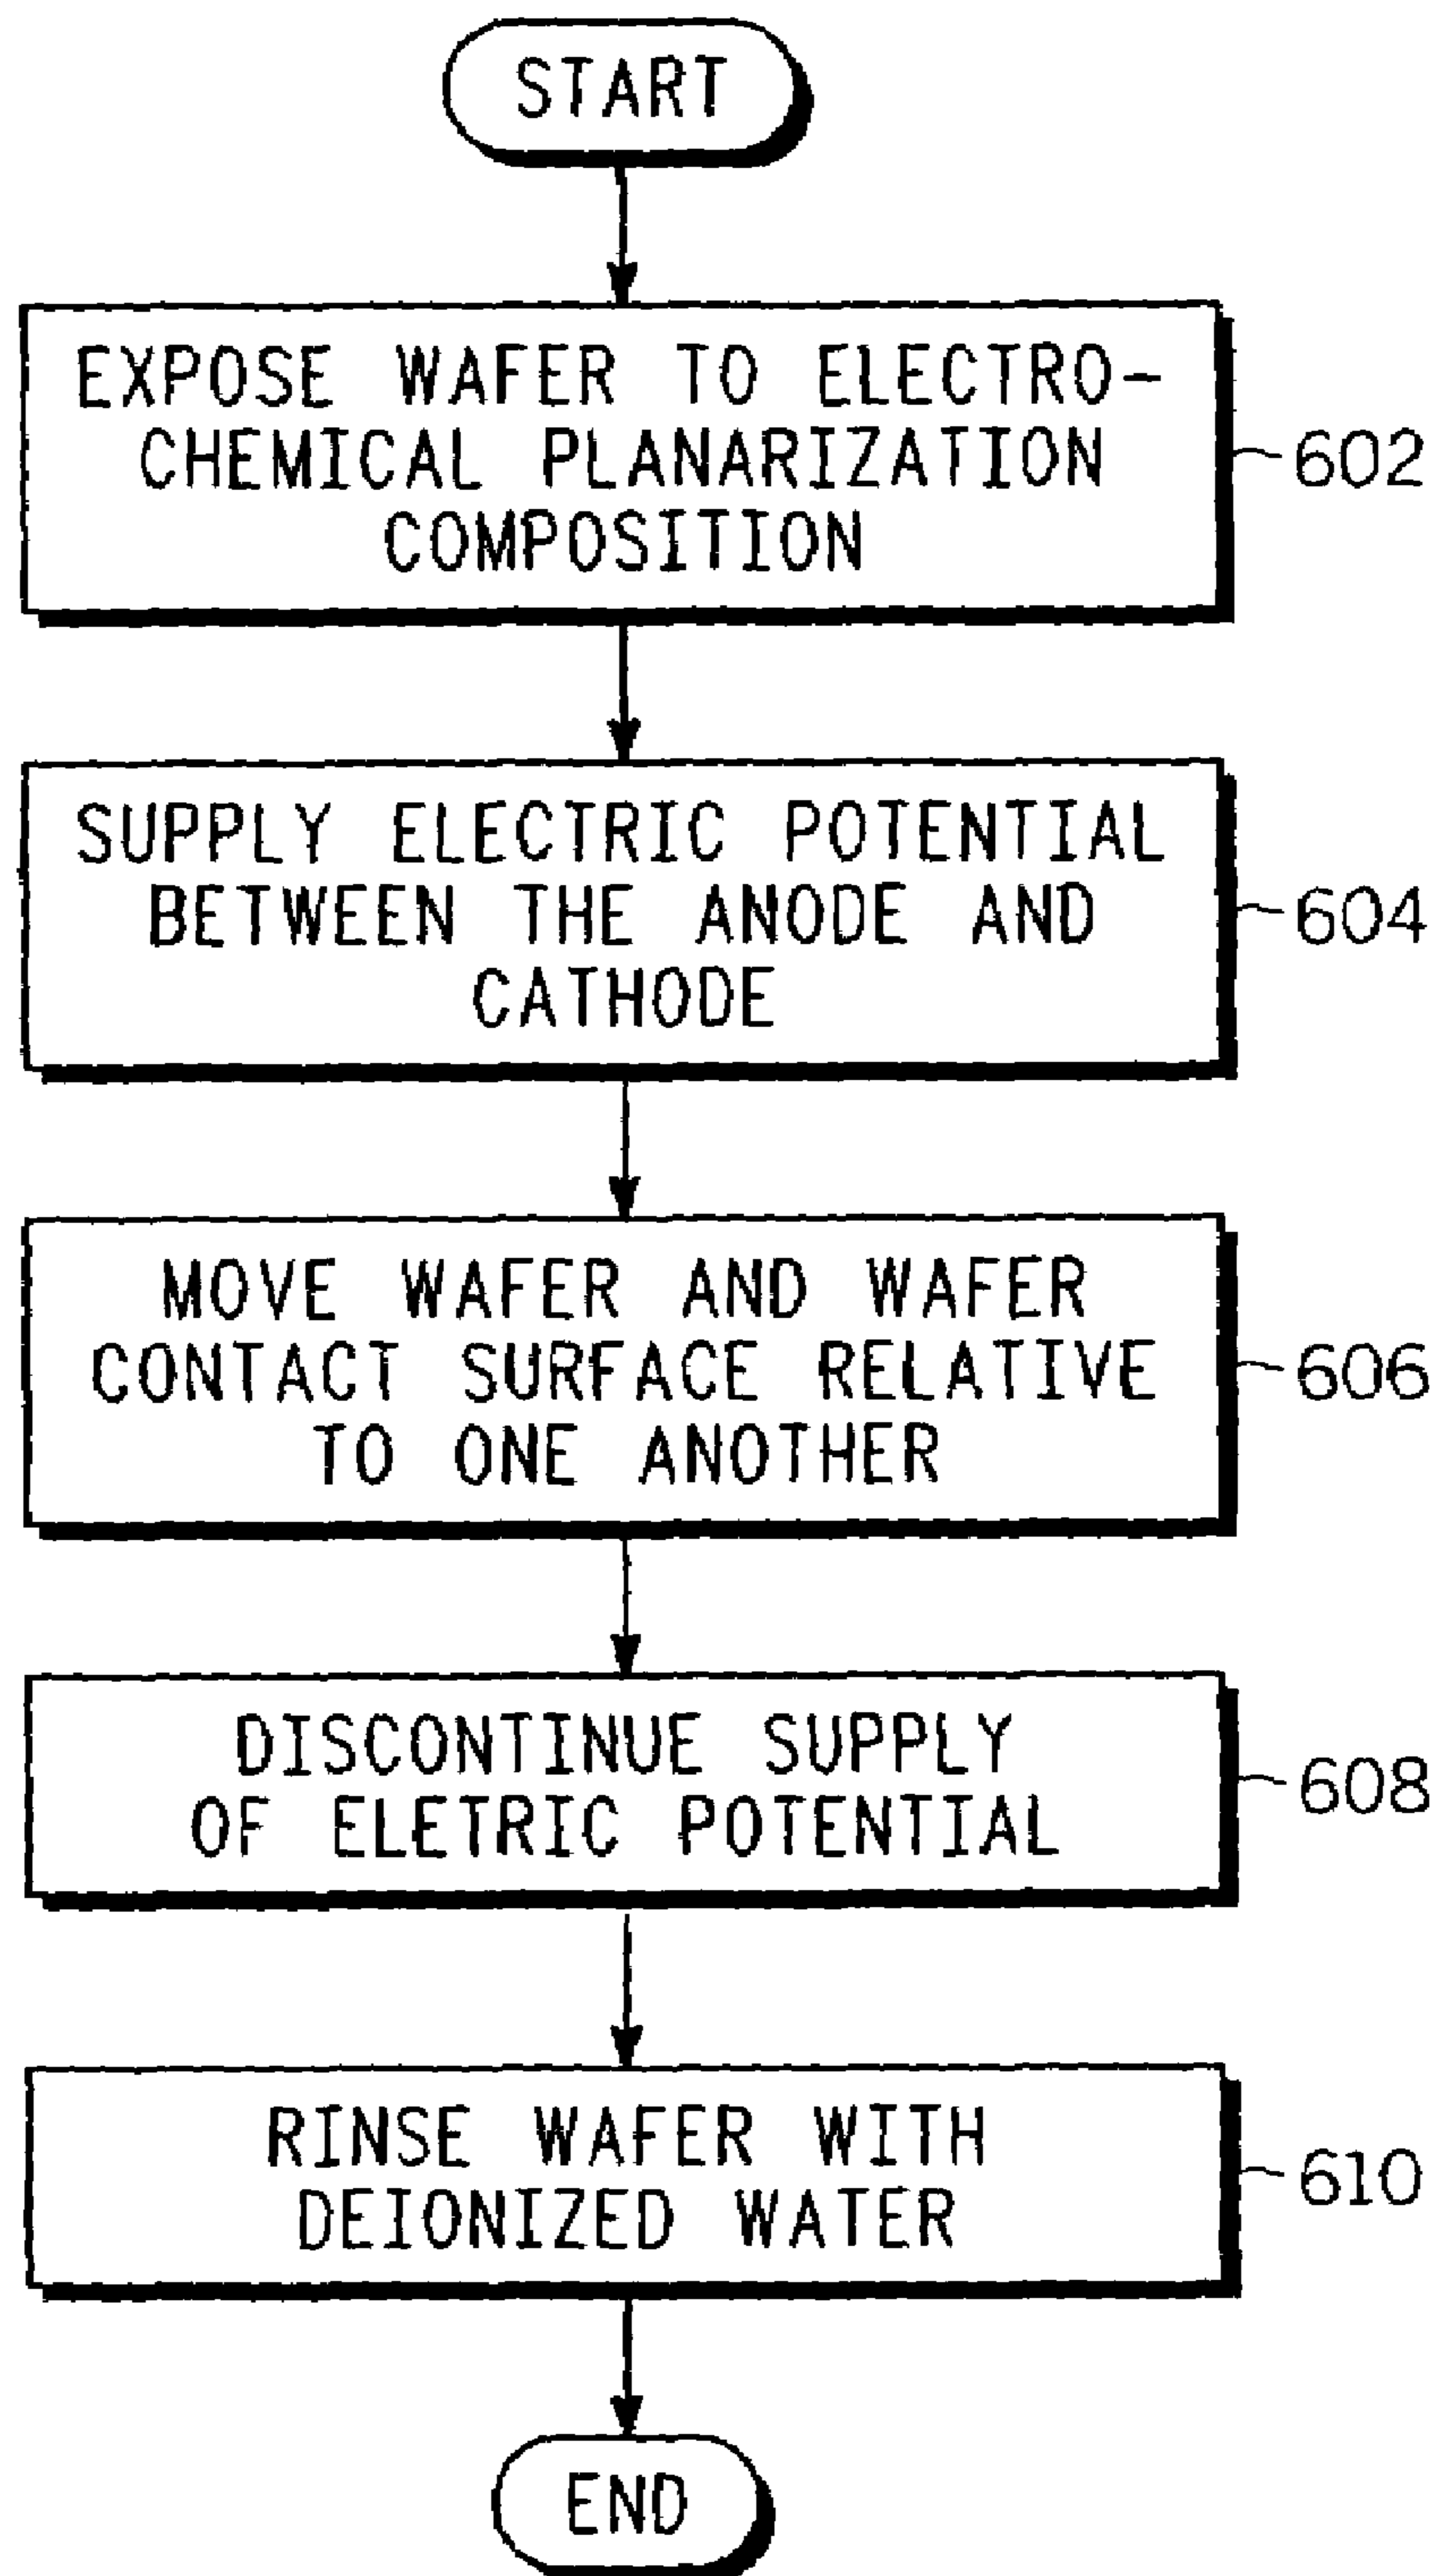 START
EXPOSE WAFER TO ELECTRO-
CHEMICAL PLANARIZATION
COMPOSITION
602
SUPPLY ELECTRIC POTENTIAL
BETWEEN THE ANODE AND
CATHODE
604
MOVE WAFER AND WAFER
CONTACT SURFACE RELATIVE
TO ONE ANOTHER
606
DISCONTINUE SUPPLY
OF ELETRIC POTENTIAL
608
RINSE WAFER WITH
DEIONIZED WATER
610
END